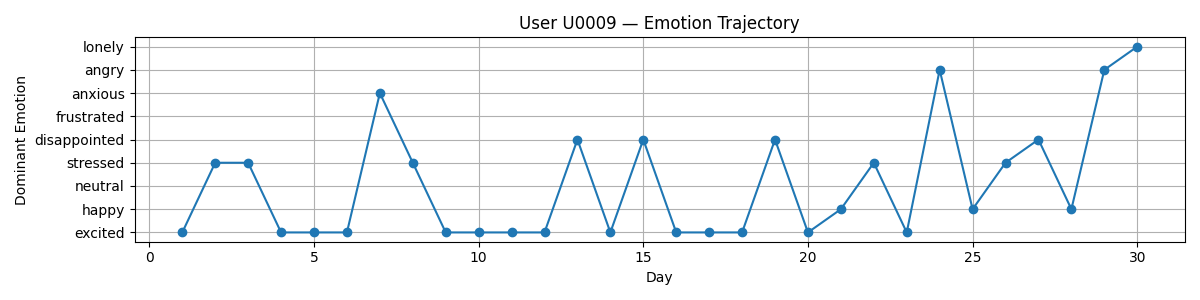 User U0009 — Emotion Trajectory
Dominant Emotion
lonely
angry
anxious
frustrated
disappointed
stressed
neutral
happy
excited
0 5 10 15 20 25 30
Day